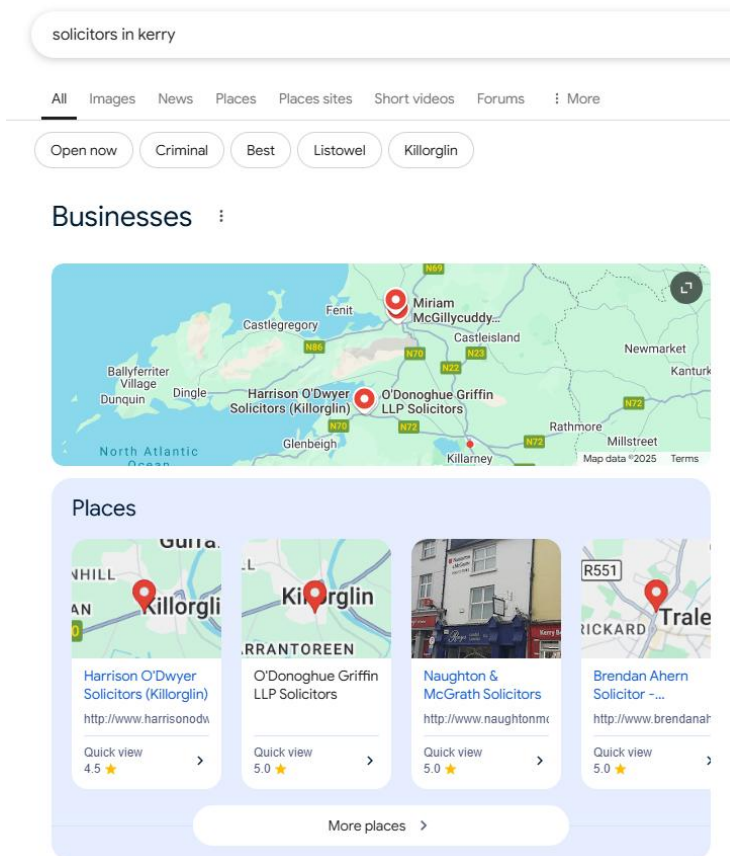 solicitors in kerry
All Images News Places Places sites Short videos Forums More
Open now Criminal Best Listowel Killorglin
Businesses
N69
Fenit
Miriam
McGillycuddy...
Castlegregory
Castleisland
N86
N70
N23
N22
Newmarket
Ballyferriter
Village
Kanturk
Dunquin
Dingle
Harrison O'Dwyer
Solicitors (Killorglin)
O'Donoghue Griffin
LLP Solicitors
N72
N70
N72
Rathmore
Glenbeigh
N72
Millstreet
North Atlantic
Ocean
Killarney
Map data ©2025 Terms
Places
NHILL
AN
Killorgli
Killorglin
RRANTOREEN
R551
Trale
RICKARD
Harrison O'Dwyer
Solicitors (Killorglin)
http://www.harrisonodw
Quick view
4.5
O'Donoghue Griffin
LLP Solicitors
Quick view
5.0
Naughton &
McGrath Solicitors
http://www.naughtonmc
Quick view
5.0
Brendan Ahern
Solicitor -...
http://www.brendanah
Quick view
5.0
More places